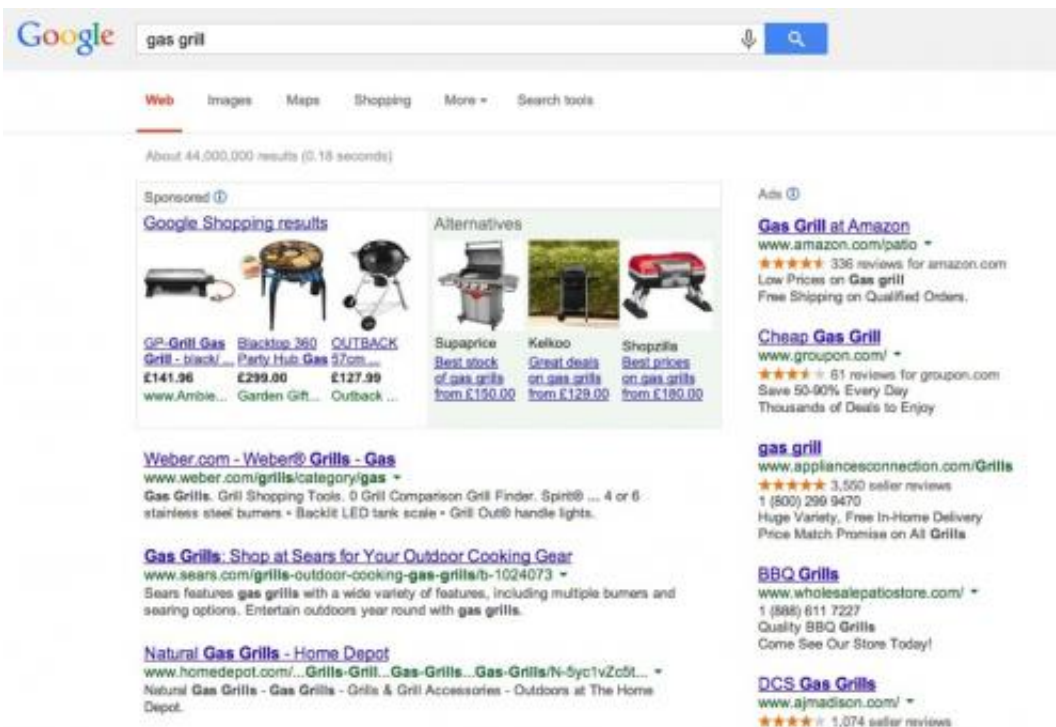 Google
gas grill
Web Images Maps Shopping More Search tools
About 44,000,000 results (0.18 seconds)
Sponsored
Google Shopping results
GP-Grill Gas
Grill - black/ ...
£141.96
www.Ambie...
Blacktop 360
Party Hub Gas
£299.00
Garden Gift...
OUTBACK
57cm ...
£127.99
Outback ...
Alternatives
Supaprice
Best stock
of gas grills
from £150.00
Kelkoo
Great deals
on gas grills
from £129.00
Shopzilla
Best prices
on gas grills
from £180.00
Weber.com - Weber® Grills - Gas
www.weber.com/grills/category/gas
Gas Grills. Grill Shopping Tools. 0 Grill Comparison Grill Finder. Spirit® ... 4 or 6
stainless steel burners • Backlit LED tank scale • Grill Out® handle lights.
Gas Grills: Shop at Sears for Your Outdoor Cooking Gear
www.sears.com/grills-outdoor-cooking-gas-grills/b-1024073
Sears features gas grills with a wide variety of features, including multiple burners and
searing options. Entertain outdoors year round with gas grills.
Natural Gas Grills - Home Depot
www.homedepot.com/...Grills-Grill...Gas-Grills...Gas-Grills/N-5yc1vZc5t...
Natural Gas Grills - Gas Grills - Grills & Grill Accessories - Outdoors at The Home
Depot.
Ads
Gas Grill at Amazon
www.amazon.com/patio
336 reviews for amazon.com
Low Prices on Gas grill
Free Shipping on Qualified Orders.
Cheap Gas Grill
www.groupon.com/
61 reviews for groupon.com
Save 50-90% Every Day
Thousands of Deals to Enjoy
gas grill
www.appliancesconnection.com/Grills
3,550 seller reviews
1 (800) 299 9470
Huge Variety, Free In-Home Delivery
Price Match Promise on All Grills
BBQ Grills
www.wholesalepatiostore.com/
1 (888) 611 7227
Quality BBQ Grills
Come See Our Store Today!
DCS Gas Grills
www.ajmadison.com/
1,074 seller reviews